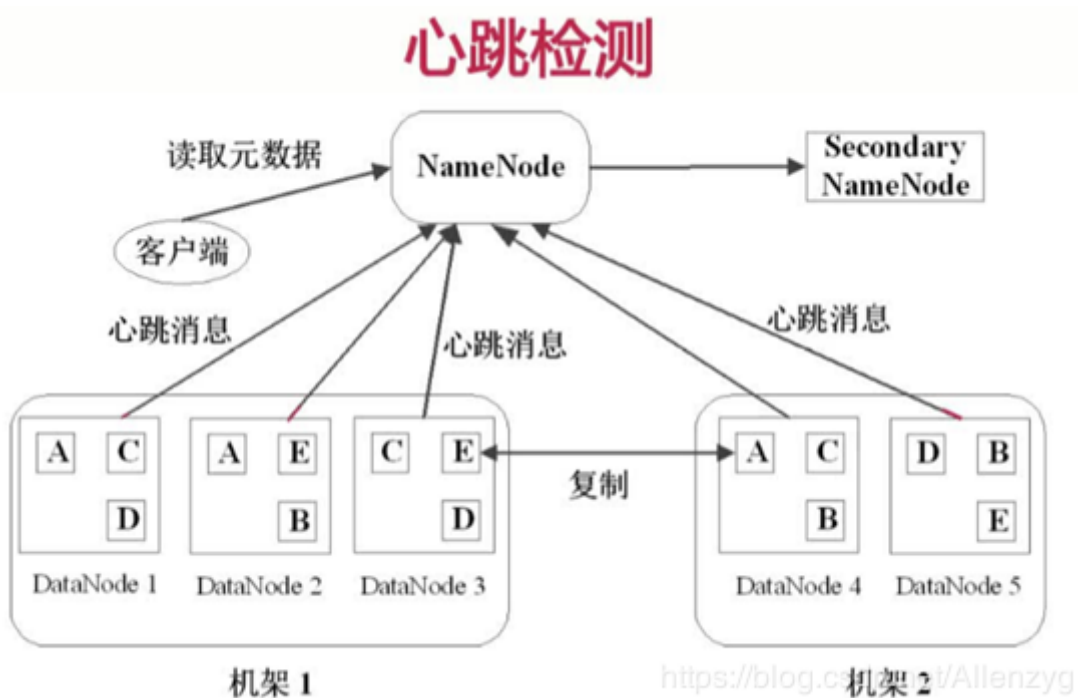 心跳检测
读取元数据
NameNode
Secondary
NameNode
客户端
心跳消息
心跳消息
心跳消息
A C
D
A E
B
C E
D
复制
A C
B
D B
E
DataNode 1
DataNode 2
DataNode 3
DataNode 4
DataNode 5
机架 1
机架 2
https://blog.csdn.net/Allenzyg